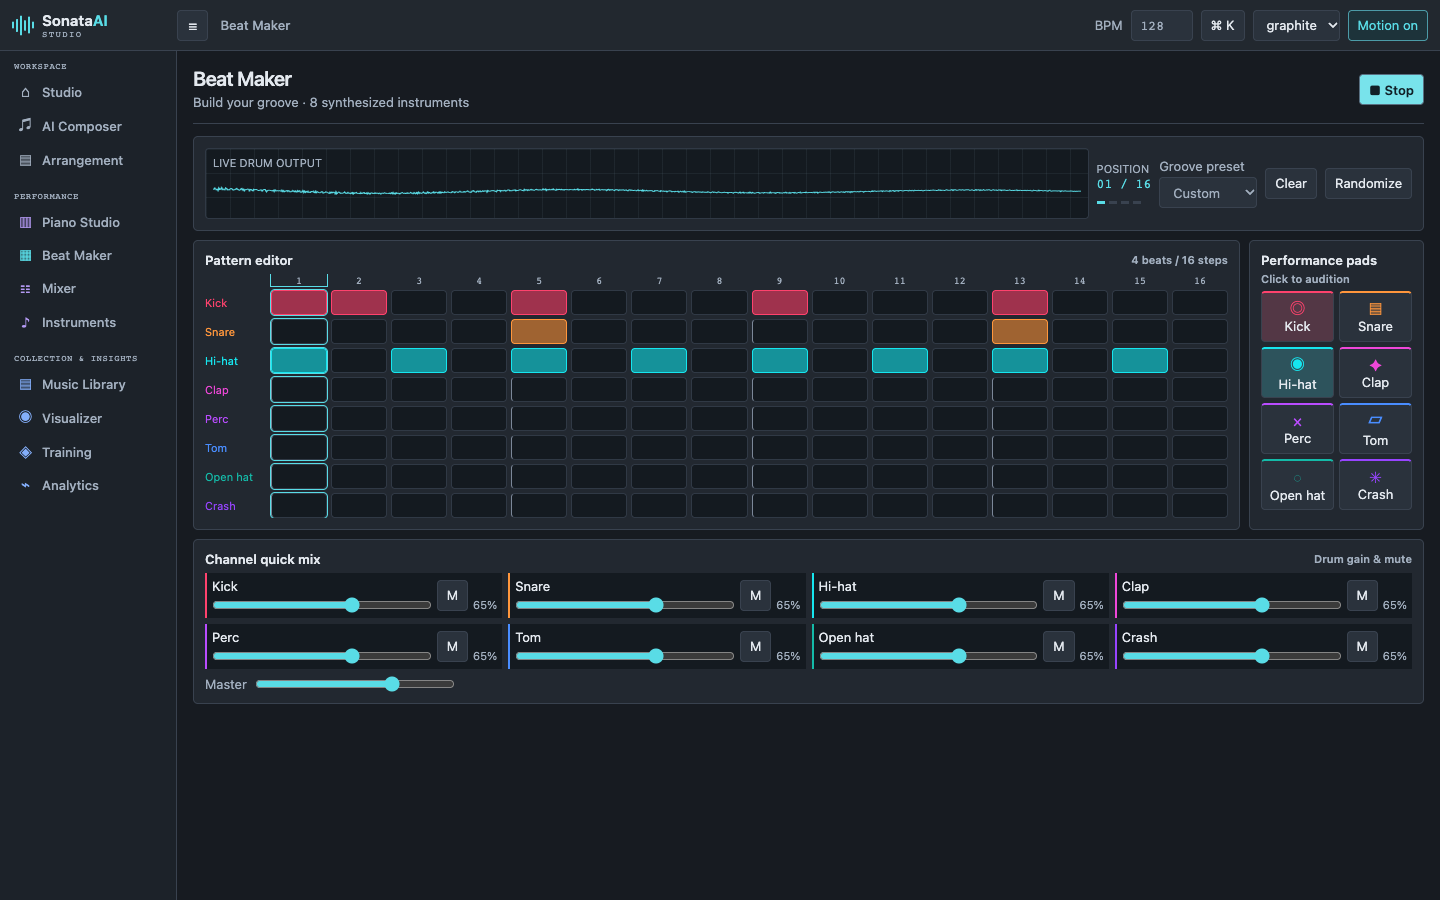 SonataAI
STUDIO
≡
Beat Maker
BPM 128
⌘ K
graphite
Motion on
WORKSPACE
Studio
AI Composer
Arrangement
PERFORMANCE
Piano Studio
Beat Maker
Mixer
Instruments
COLLECTION & INSIGHTS
Music Library
Visualizer
Training
Analytics
Beat Maker
Build your groove · 8 synthesized instruments
Stop
LIVE DRUM OUTPUT
POSITION
01 / 16
Groove preset
Custom
Clear
Randomize
Pattern editor
4 beats / 16 steps
1 2 3 4 5 6 7 8 9 10 11 12 13 14 15 16
Kick
Snare
Hi-hat
Clap
Perc
Tom
Open hat
Crash
Performance pads
Click to audition
Kick
Snare
Hi-hat
Clap
Perc
Tom
Open hat
Crash
Channel quick mix
Drum gain & mute
Kick M 65%
Snare M 65%
Hi-hat M 65%
Clap M 65%
Perc M 65%
Tom M 65%
Open hat M 65%
Crash M 65%
Master